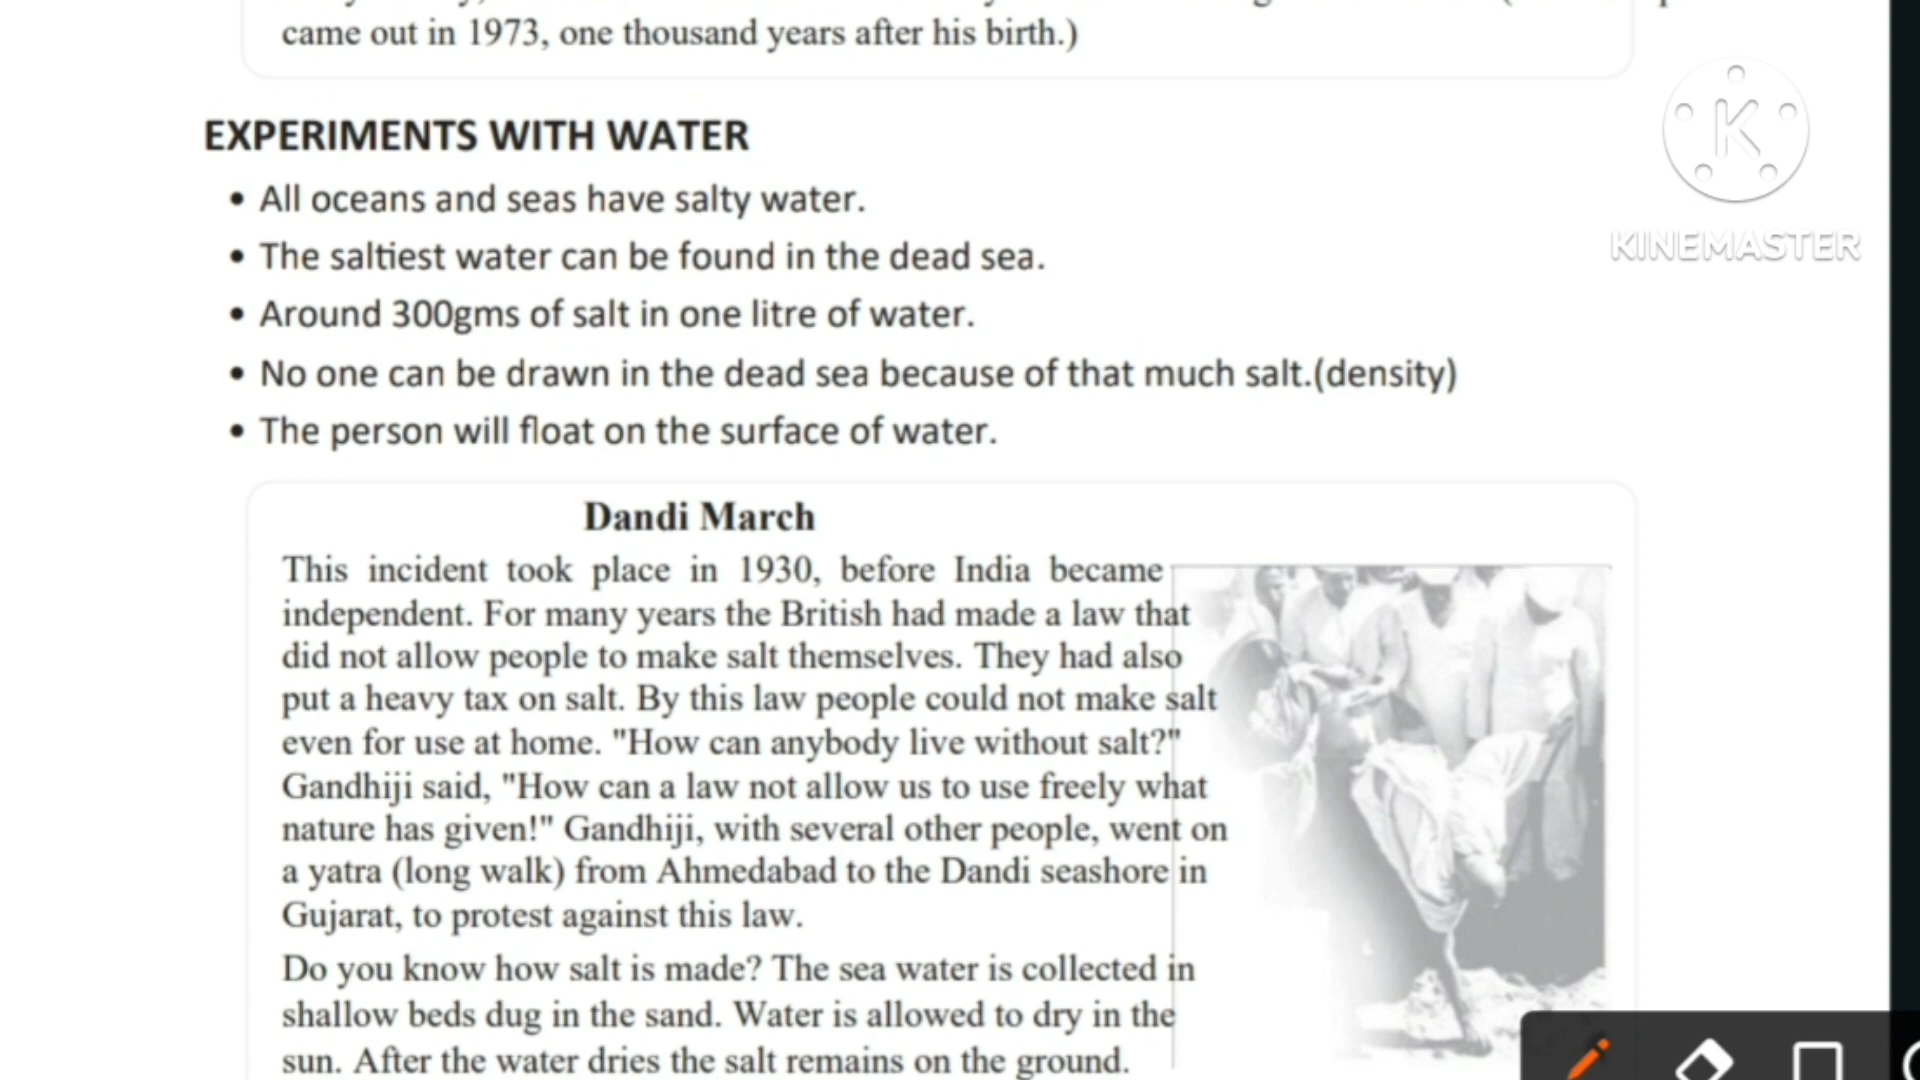 came out in 1973, one thousand years after his birth.)
EXPERIMENTS WITH WATER
• All oceans and seas have salty water.
• The saltiest water can be found in the dead sea.
• Around 300gms of salt in one litre of water.
• No one can be drawn in the dead sea because of that much salt.(density)
• The person will float on the surface of water.
Dandi March
This incident took place in 1930, before India became
independent. For many years the British had made a law that
did not allow people to make salt themselves. They had also
put a heavy tax on salt. By this law people could not make salt
even for use at home. "How can anybody live without salt?"
Gandhiji said, "How can a law not allow us to use freely what
nature has given!" Gandhiji, with several other people, went on
a yatra (long walk) from Ahmedabad to the Dandi seashore in
Gujarat, to protest against this law.
Do you know how salt is made? The sea water is collected in
shallow beds dug in the sand. Water is allowed to dry in the
sun. After the water dries the salt remains on the ground.
K
KINEMASTER